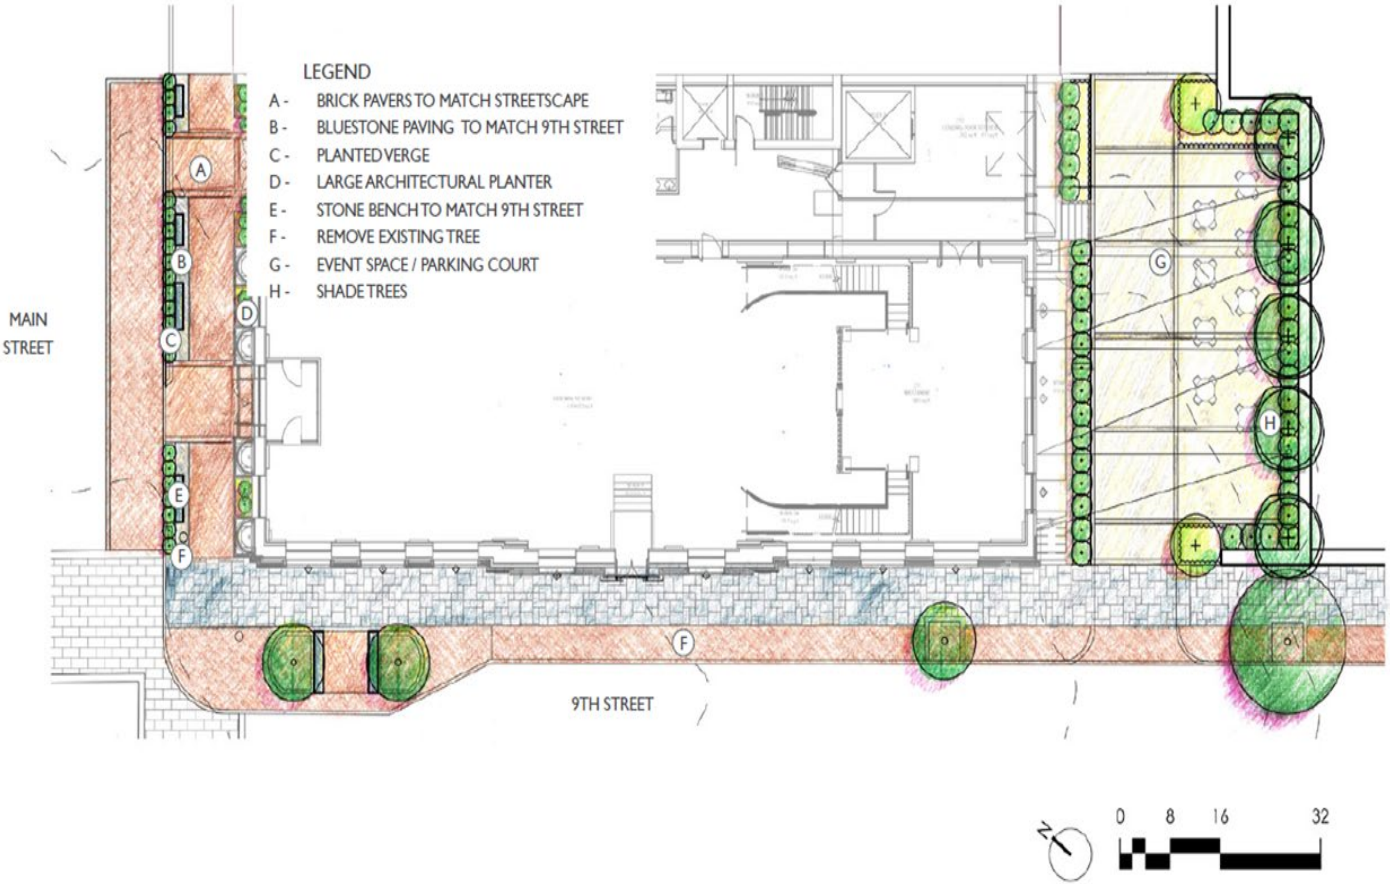 LEGEND
A - BRICK PAVERS TO MATCH STREETSCAPE
B - BLUESTONE PAVING TO MATCH 9TH STREET
C - PLANTED VERGE
D - LARGE ARCHITECTURAL PLANTER
E - STONE BENCH TO MATCH 9TH STREET
F - REMOVE EXISTING TREE
G - EVENT SPACE / PARKING COURT
H - SHADE TREES
A
B
G
D
MAIN
STREET
C
H
E
F
F
9TH STREET
0 8 16 32
N